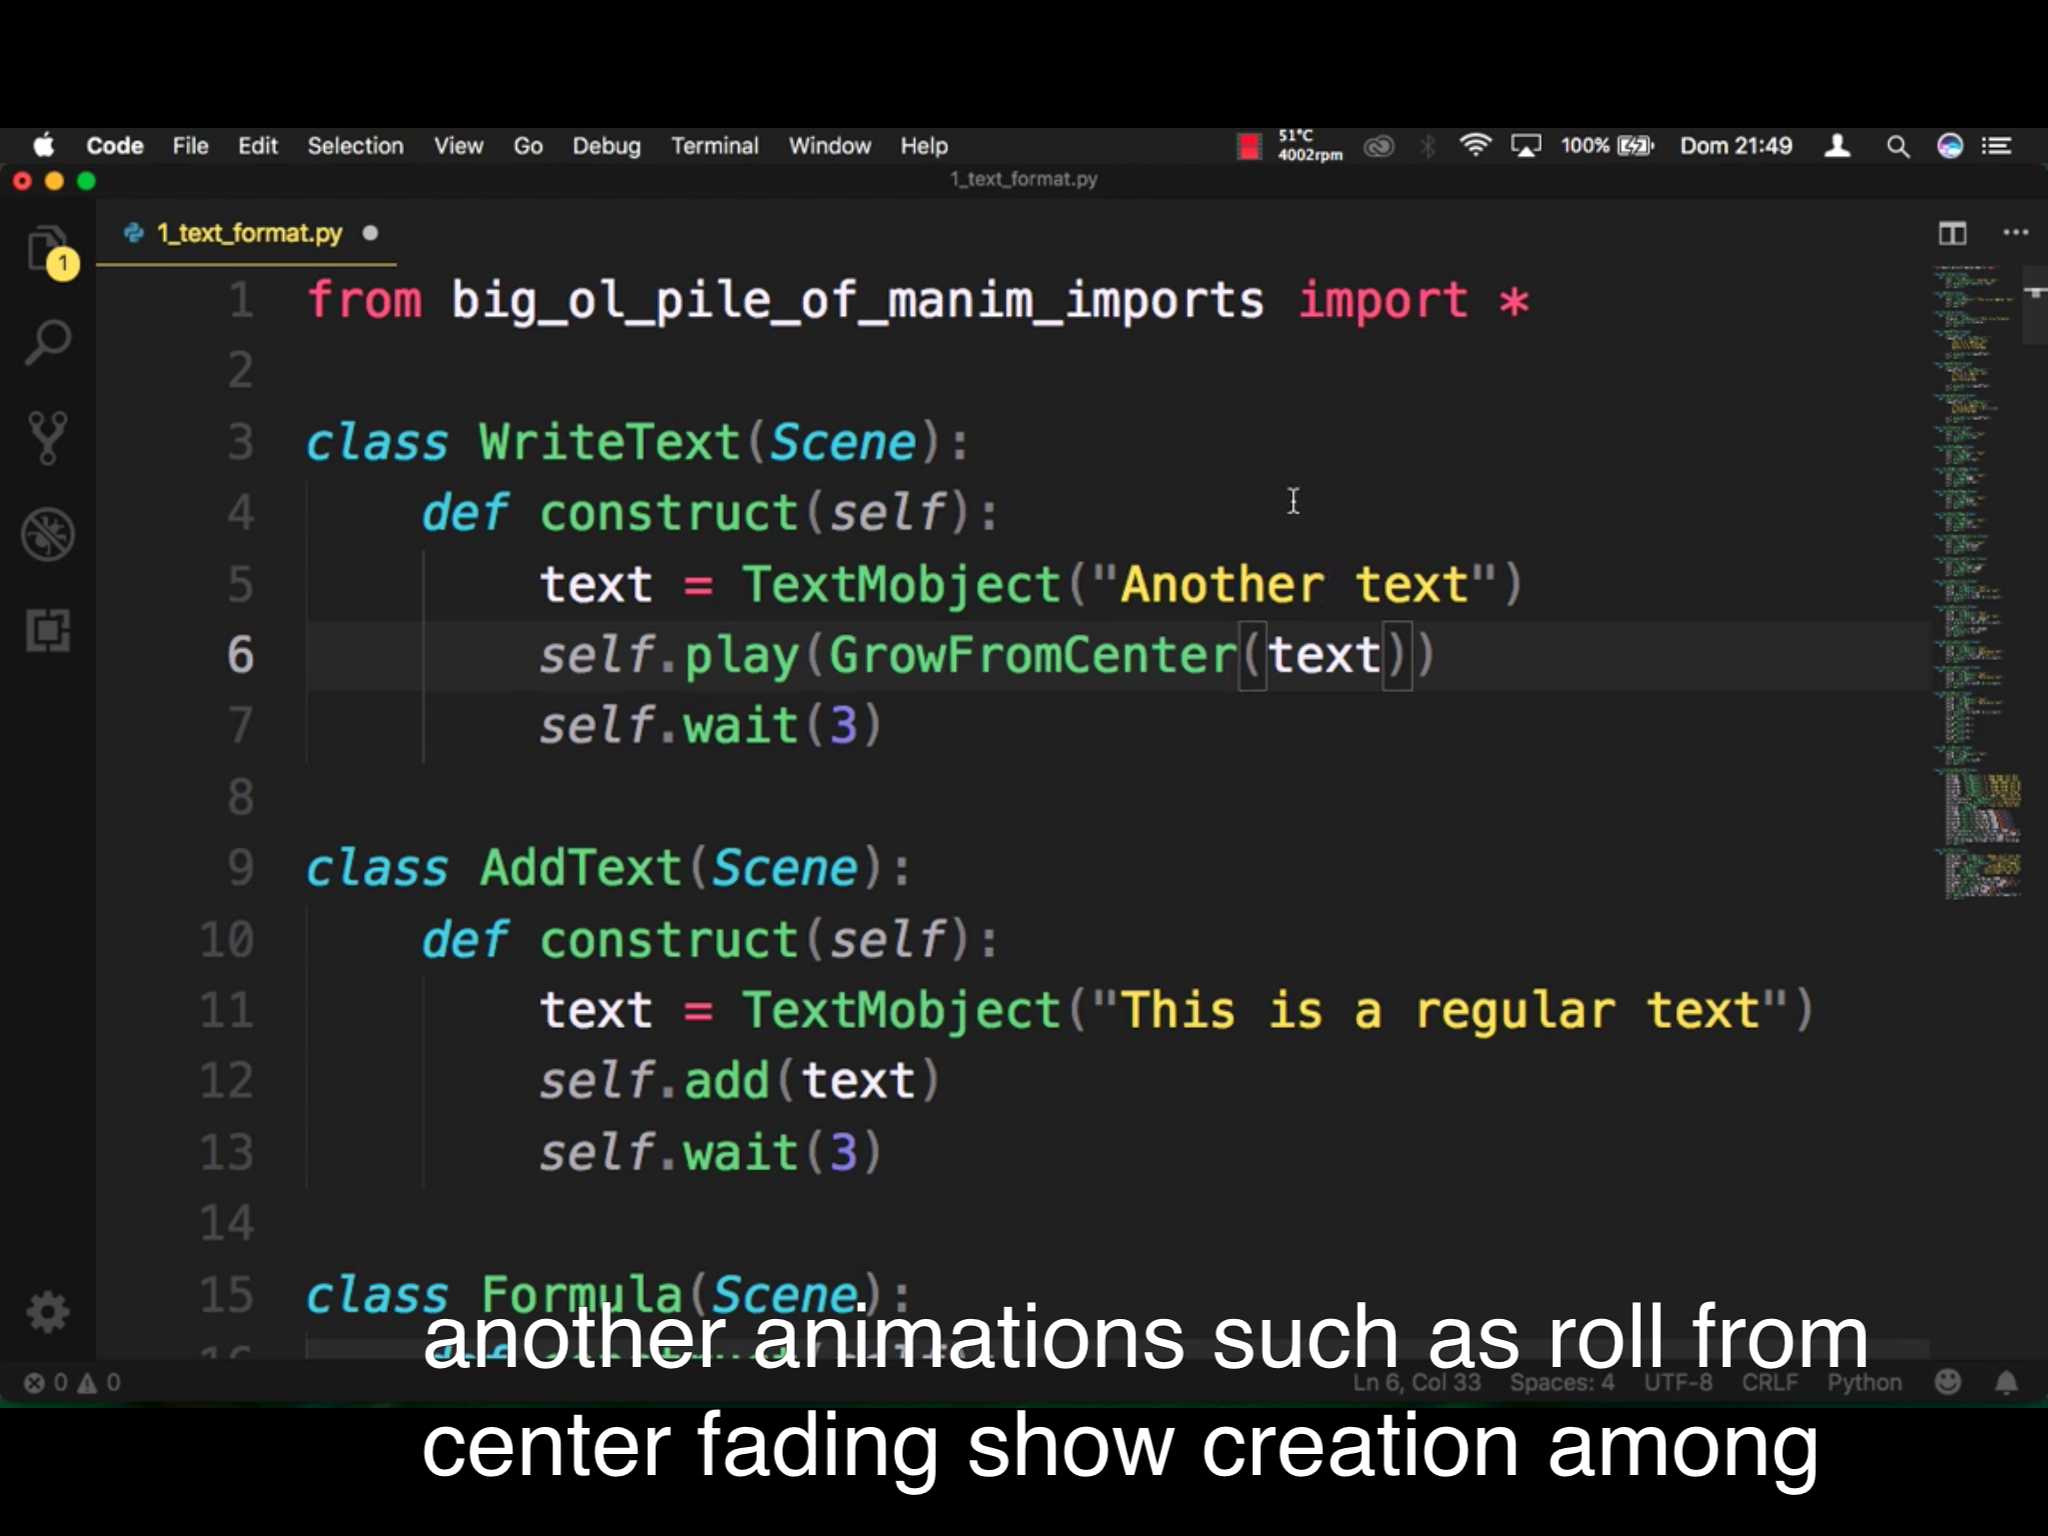 Code File Edit Selection View Go Debug Terminal Window Help 51°C 4002rpm 100% Dom 21:49
1_text_format.py
1_text_format.py
1
1 from big_ol_pile_of_manim_imports import *
2
3 class WriteText(Scene):
4 def construct(self):
5 text = TextMobject("Another text")
6 self.play(GrowFromCenter(text))
7 self.wait(3)
8
9 class AddText(Scene):
10 def construct(self):
11 text = TextMobject("This is a regular text")
12 self.add(text)
13 self.wait(3)
14
15 class Formula(Scene):
16 def construct(self
another animations such as roll from
0 0 Ln 6, Col 33 Spaces: 4 UTF-8 CRLF Python
center fading show creation among